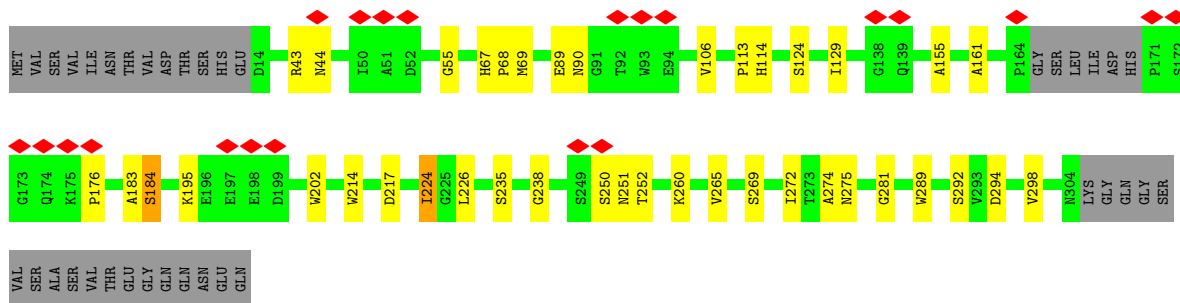 MET VAL SER VAL ILE ASN THR VAL ASP THR SER HIS GLU D14 R43 N44 I50 A51 D52 G55 H67 P68 M69 E89 N90 G91 T92 W93 E94 V106 P113 H114 S124 I129 G138 Q139 A155 A161 P164 GLY SER LEU ILE ASP HIS P171 S172
G173 Q174 K175 P176 A183 S184 K195 E196 E197 E198 D199 W202 W214 D217 I224 G225 L226 S235 G238 S249 S250 N251 T252 K260 V265 S269 I272 T273 A274 N275 G281 W289 S292 V293 D294 V298 N304 LYS GLY GLN GLY SER
VAL SER ALA SER VAL THR GLU GLY GLN GLN ASN GLU GLN